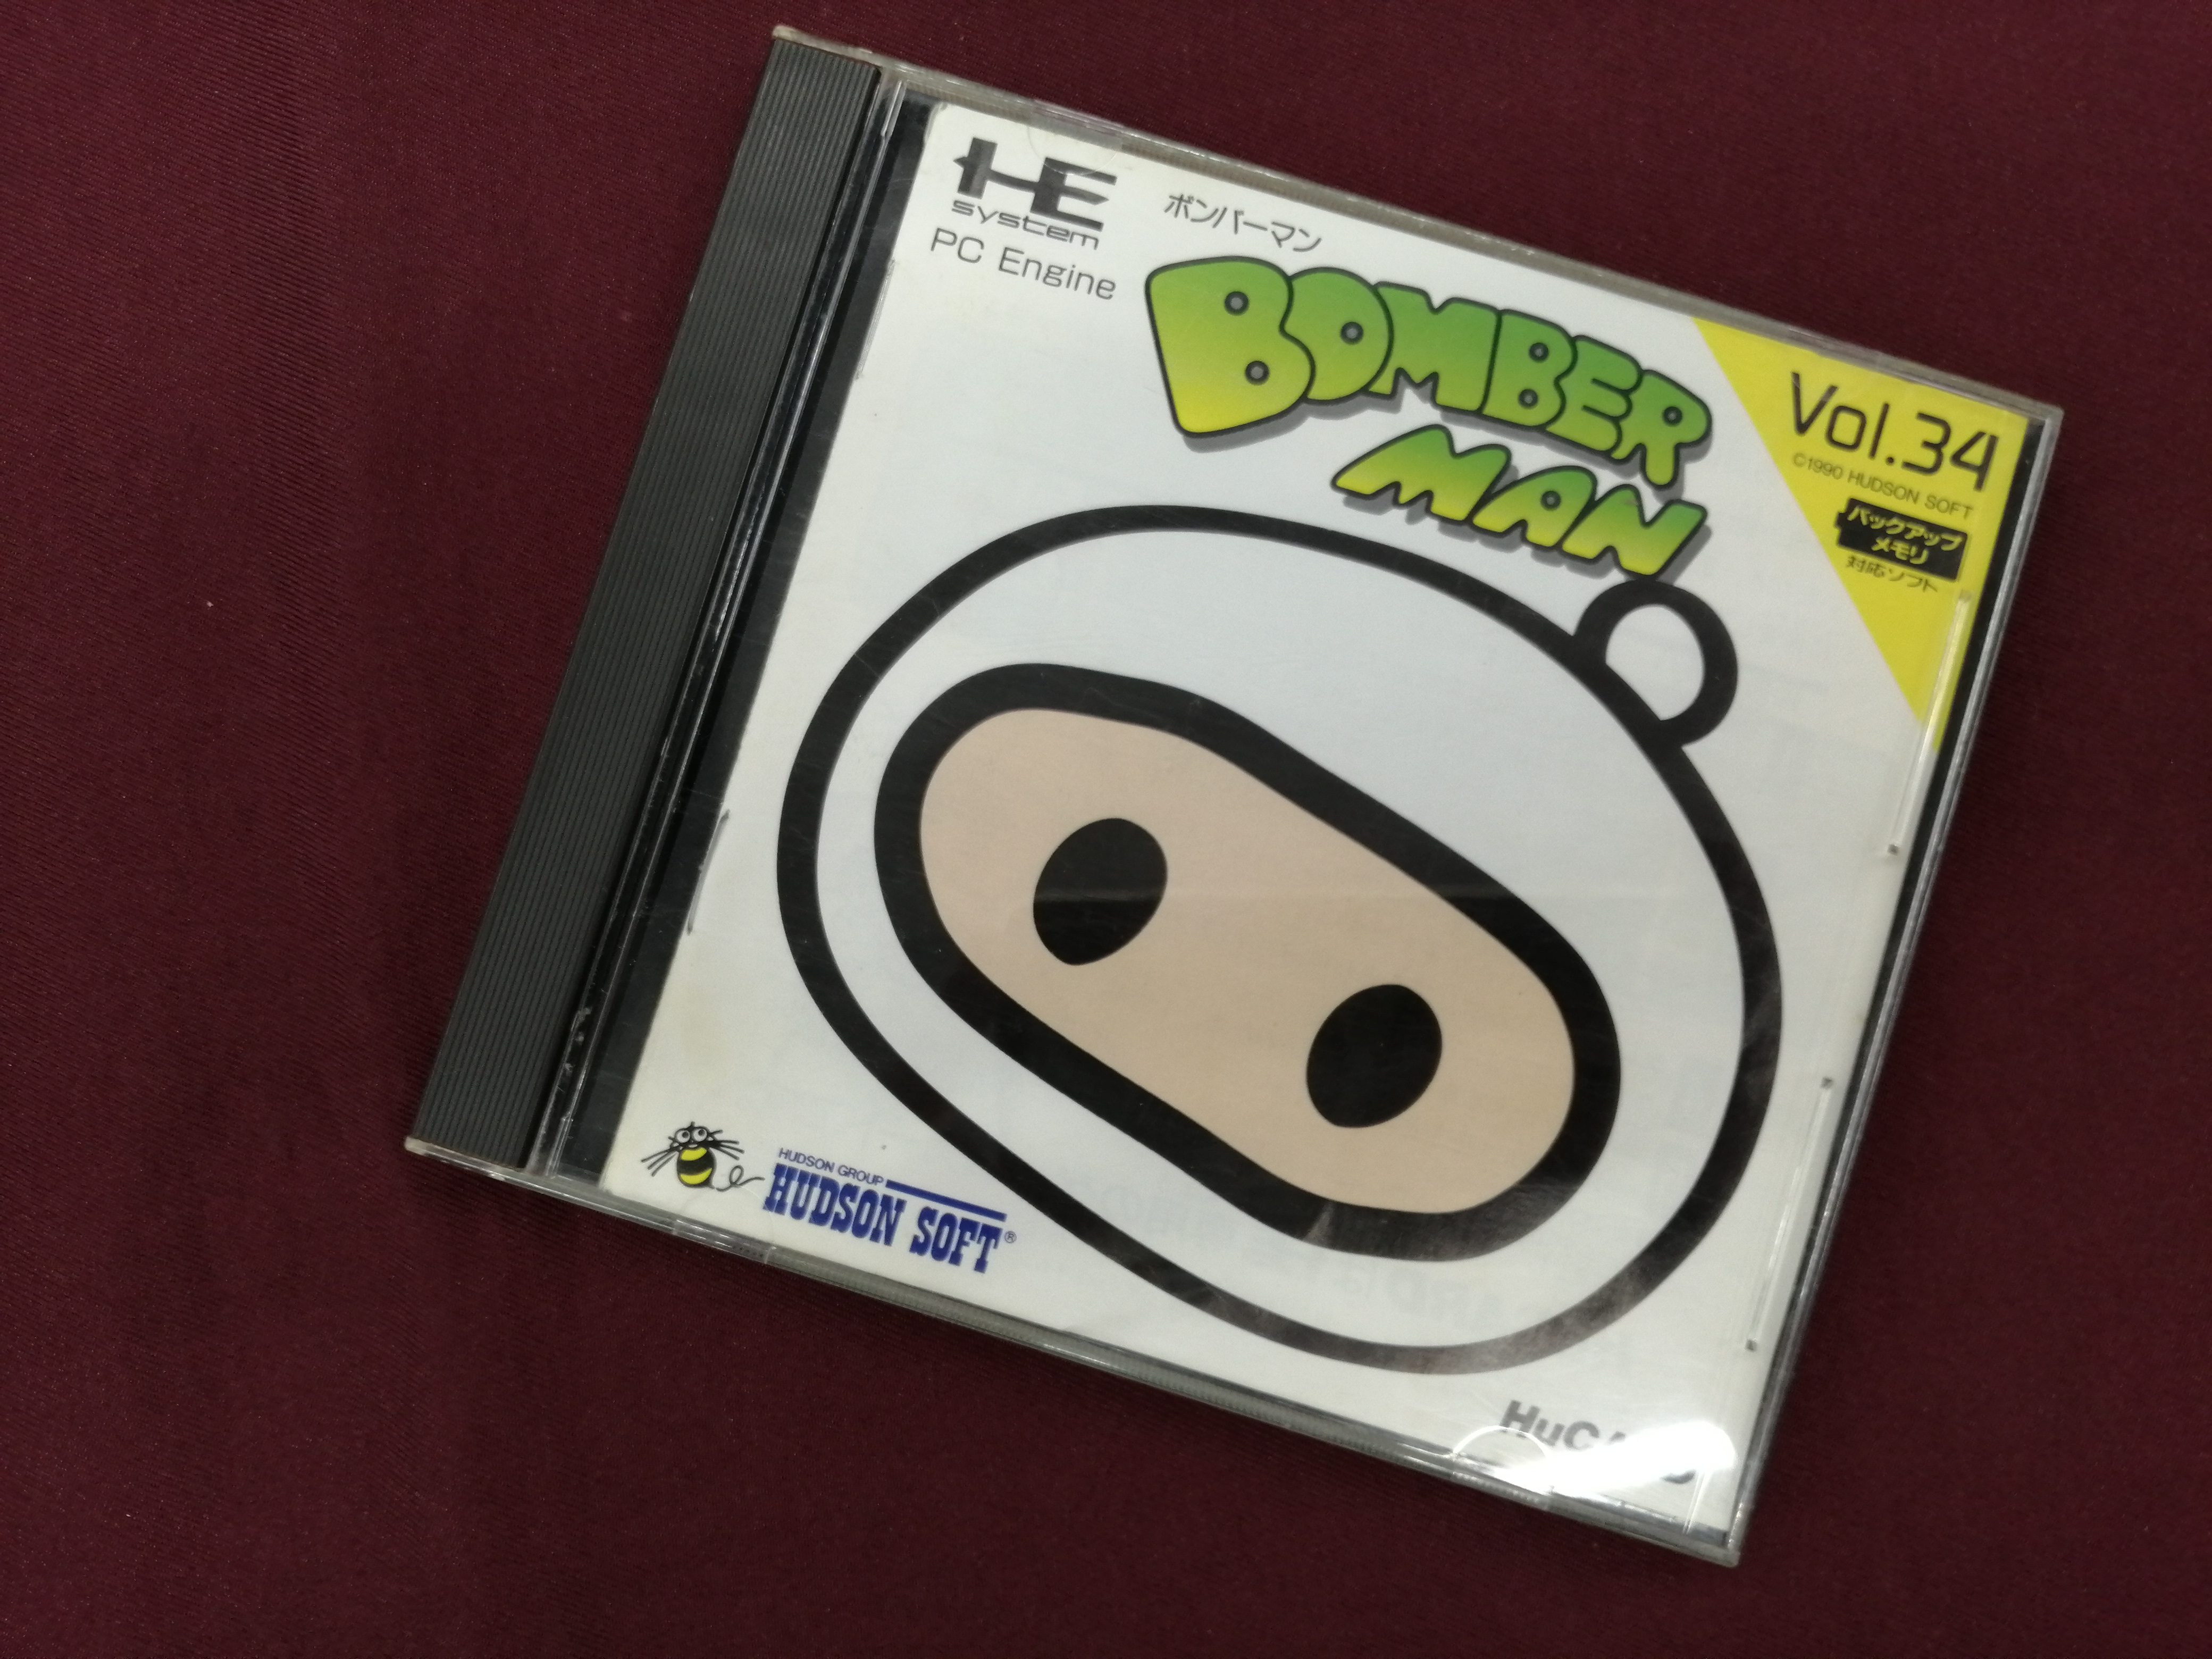 HE
system
PC Engine
ボンバーマン
BOMBER
MAN
Vol.34
©1990 HUDSON SOFT
バックアップ
メモリ
対応ソフト
HUDSON GROUP
HUDSON SOFT®